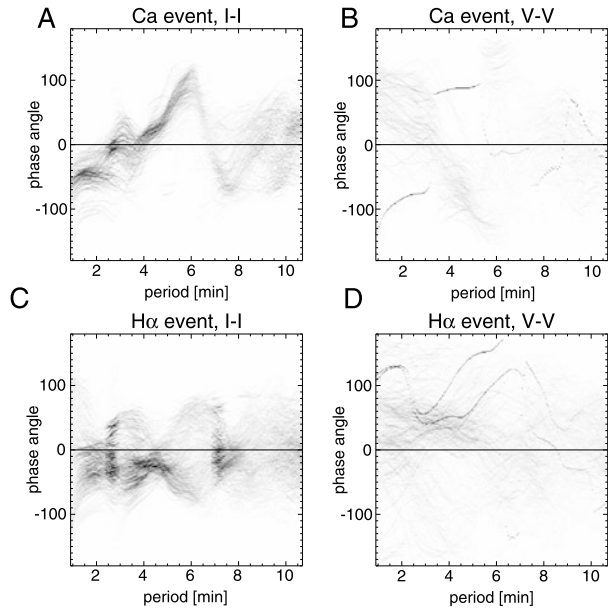 A Ca event, I-I
B Ca event, V-V
phase angle
100
0
-100
2 4 6 8 10
period [min]
phase angle
100
0
-100
2 4 6 8 10
period [min]
C Hα event, I-I
D Hα event, V-V
phase angle
100
0
-100
2 4 6 8 10
period [min]
phase angle
100
0
-100
2 4 6 8 10
period [min]